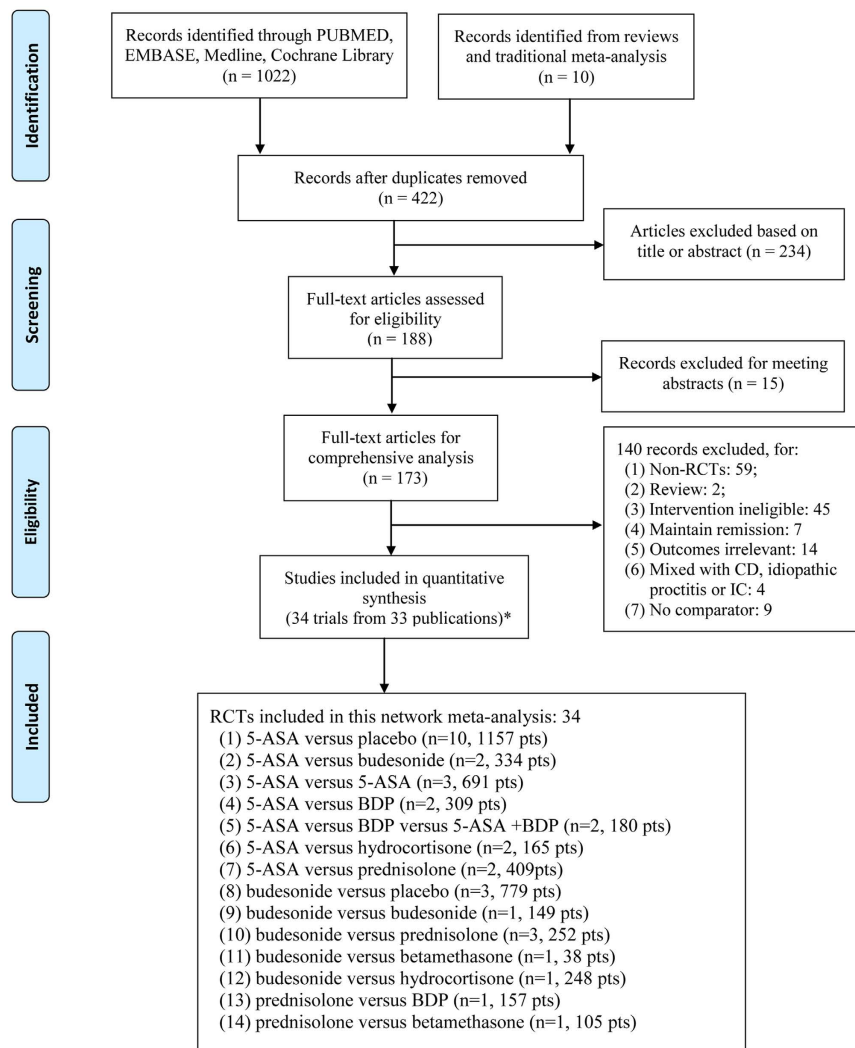 Identification
Records identified through PUBMED,
EMBASE, Medline, Cochrane Library
(n = 1022)
Records identified from reviews
and traditional meta-analysis
(n = 10)
Records after duplicates removed
(n = 422)
Screening
Articles excluded based on
title or abstract (n = 234)
Full-text articles assessed
for eligibility
(n = 188)
Records excluded for meeting
abstracts (n = 15)
Eligibility
Full-text articles for
comprehensive analysis
(n = 173)
140 records excluded, for:
(1) Non-RCTs: 59;
(2) Review: 2;
(3) Intervention ineligible: 45
(4) Maintain remission: 7
(5) Outcomes irrelevant: 14
(6) Mixed with CD, idiopathic
proctitis or IC: 4
(7) No comparator: 9
Studies included in quantitative
synthesis
(34 trials from 33 publications)*
Included
RCTs included in this network meta-analysis: 34
(1) 5-ASA versus placebo (n=10, 1157 pts)
(2) 5-ASA versus budesonide (n=2, 334 pts)
(3) 5-ASA versus 5-ASA (n=3, 691 pts)
(4) 5-ASA versus BDP (n=2, 309 pts)
(5) 5-ASA versus BDP versus 5-ASA +BDP (n=2, 180 pts)
(6) 5-ASA versus hydrocortisone (n=2, 165 pts)
(7) 5-ASA versus prednisolone (n=2, 409pts)
(8) budesonide versus placebo (n=3, 779 pts)
(9) budesonide versus budesonide (n=1, 149 pts)
(10) budesonide versus prednisolone (n=3, 252 pts)
(11) budesonide versus betamethasone (n=1, 38 pts)
(12) budesonide versus hydrocortisone (n=1, 248 pts)
(13) prednisolone versus BDP (n=1, 157 pts)
(14) prednisolone versus betamethasone (n=1, 105 pts)